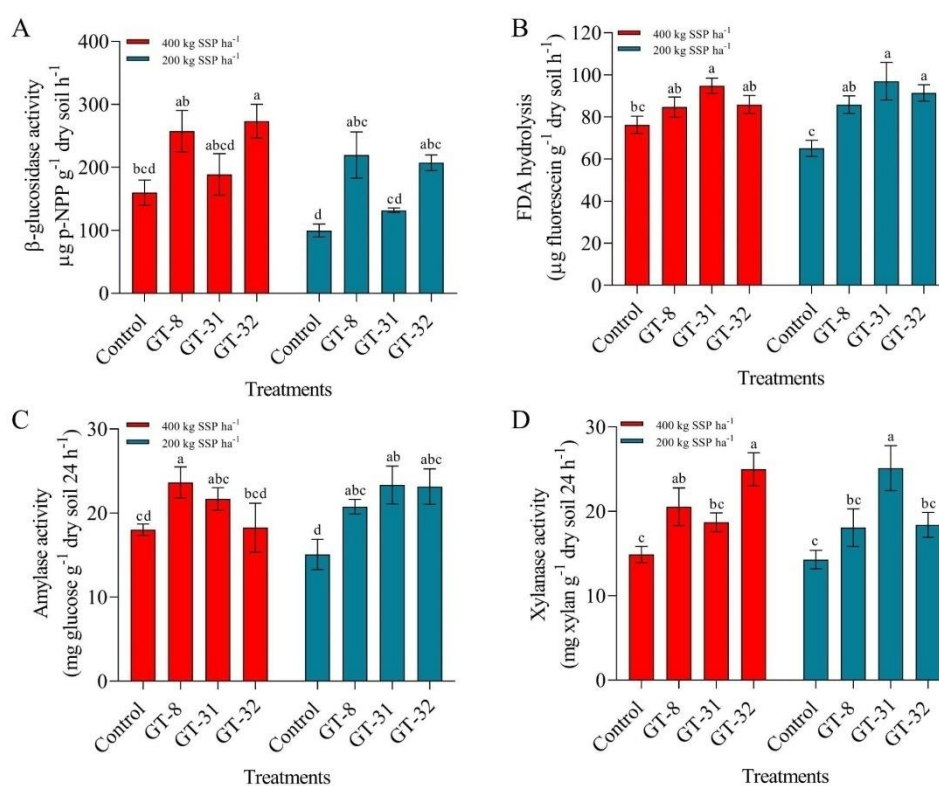 A
400 kg SSP ha⁻¹
200 kg SSP ha⁻¹
β-glucosidase activity
µg p-NPP g⁻¹ dry soil h⁻¹
400
300
200
100
0
bcd
ab
abcd
a
d
abc
cd
abc
Control
GT-8
GT-31
GT-32
Control
GT-8
GT-31
GT-32
Treatments
B
400 kg SSP ha⁻¹
200 kg SSP ha⁻¹
FDA hydrolysis
(µg fluorescein g⁻¹ dry soil h⁻¹)
120
100
80
60
40
20
0
bc
ab
a
ab
c
ab
a
a
Control
GT-8
GT-31
GT-32
Control
GT-8
GT-31
GT-32
Treatments
C
400 kg SSP ha⁻¹
200 kg SSP ha⁻¹
Amylase activity
(mg glucose g⁻¹ dry soil 24 h⁻¹)
30
20
10
0
cd
a
abc
bcd
d
abc
ab
abc
Control
GT-8
GT-31
GT-32
Control
GT-8
GT-31
GT-32
Treatments
D
400 kg SSP ha⁻¹
200 kg SSP ha⁻¹
Xylanase activity
(mg xylan g⁻¹ dry soil 24 h⁻¹)
30
20
10
0
c
ab
bc
a
c
bc
a
bc
Control
GT-8
GT-31
GT-32
Control
GT-8
GT-31
GT-32
Treatments